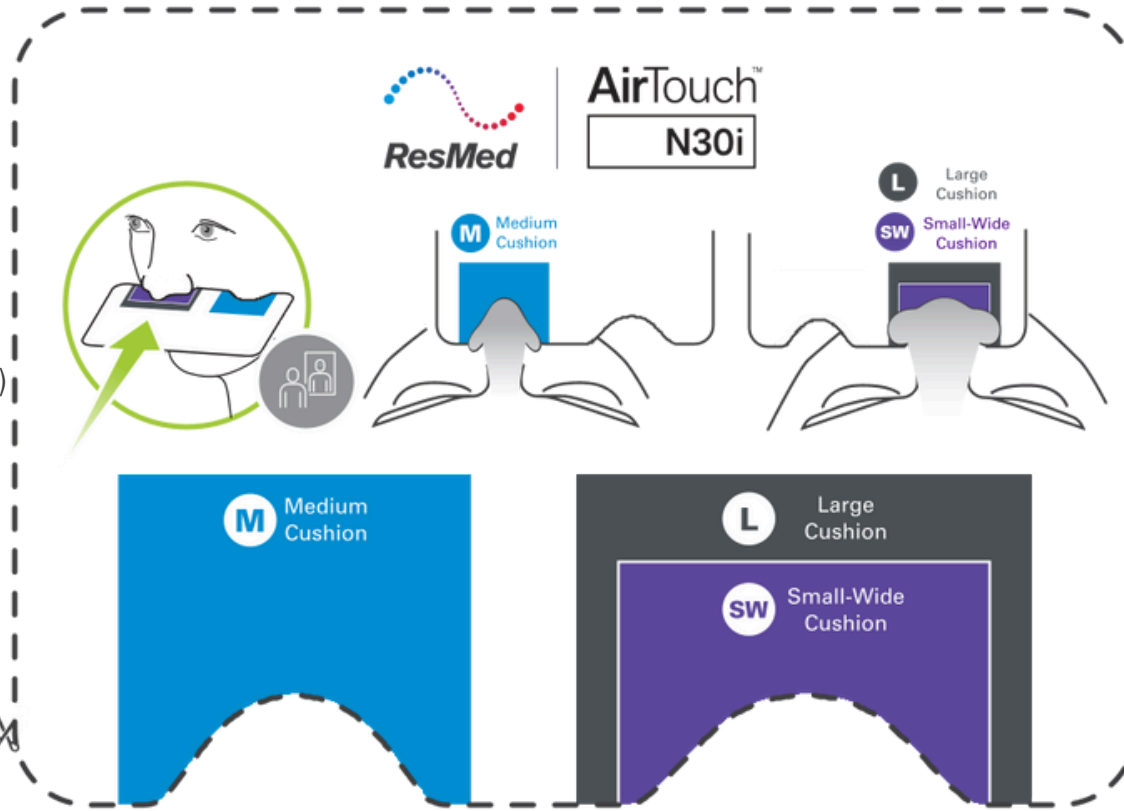 ResMed
AirTouch™
N30i
L Large
Cushion
M Medium
Cushion
SW Small-Wide
Cushion
)
M Medium
Cushion
L Large
Cushion
SW Small-Wide
Cushion